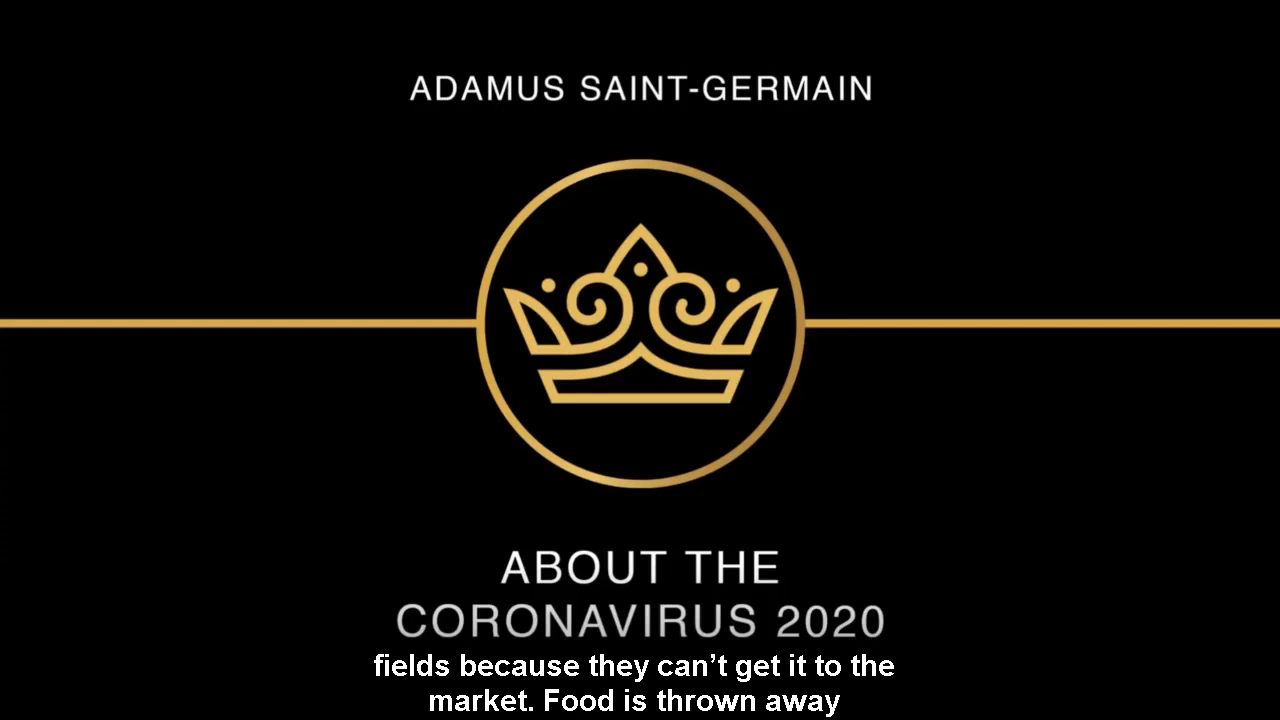 ADAMUS SAINT-GERMAIN
ABOUT THE
CORONAVIRUS 2020
fields because they can’t get it to the
market. Food is thrown away